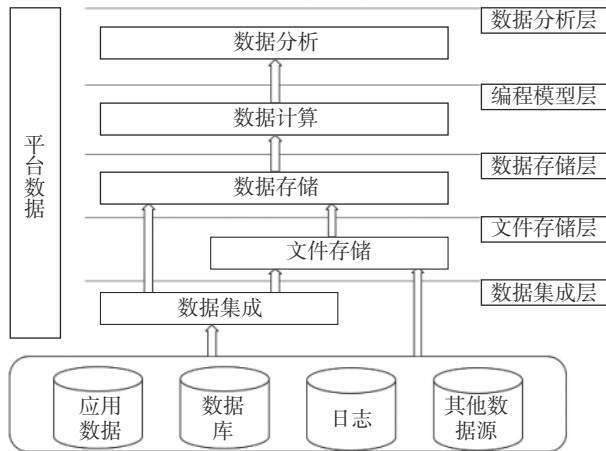 数据分析层
数据分析
编程模型层
数据计算
平台数据
数据存储层
数据存储
文件存储层
文件存储
数据集成层
数据集成
应用
数据
数据
库
日志
其他数
据源